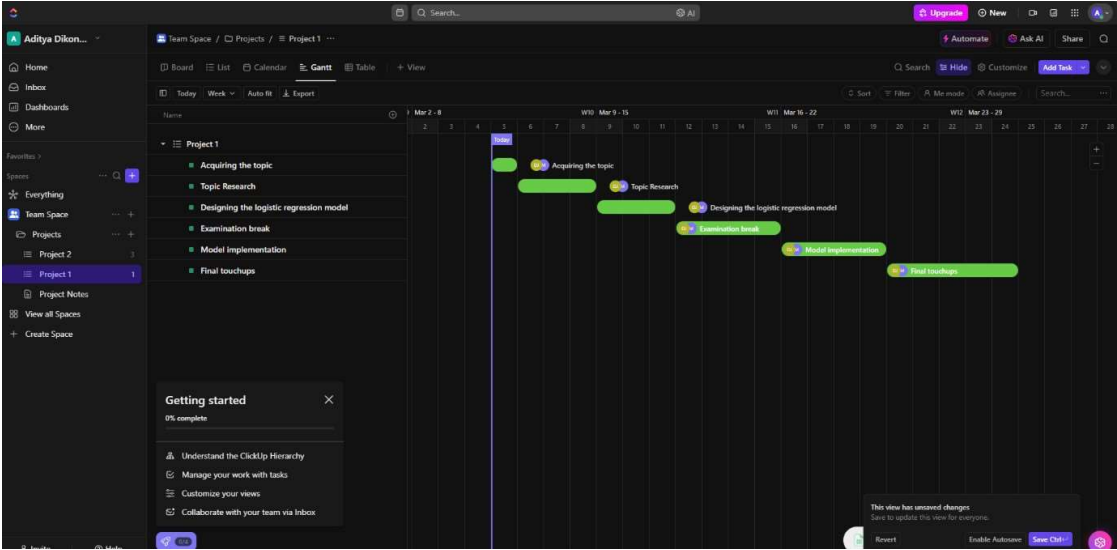 Search...
AI
Upgrade
New
A
A Aditya Dikon...
Team Space / Projects / Project 1 ...
Automate
Ask AI
Share
Home
Inbox
Dashboards
More
Favorites >
Spaces
Everything
Team Space
Projects
Project 2 3
Project 1 1
Project Notes
View all Spaces
+ Create Space
Board
List
Calendar
Gantt
Table
+ View
Search
Hide
Customize
Add Task
Today
Week
Auto fit
Export
Sort
Filter
Me mode
Assignee
Search...
Name
Mar 2 - 8
W10 Mar 9 - 15
W11 Mar 16 - 22
W12 Mar 23 - 29
2 3 4 5 6 7 8 9 10 11 12 13 14 15 16 17 18 19 20 21 22 23 24 25 26 27 28
Today
Project 1
Acquiring the topic
Acquiring the topic
Topic Research
Topic Research
Designing the logistic regression model
Designing the logistic regression model
Examination break
Examination break
Model implementation
Model implementation
Final touchups
Final touchups
Getting started
0% complete
Understand the ClickUp Hierarchy
Manage your work with tasks
Customize your views
Collaborate with your team via Inbox
This view has unsaved changes
Save to update this view for everyone.
Revert
Enable Autosave
Save Ctrl+
Invite
Help